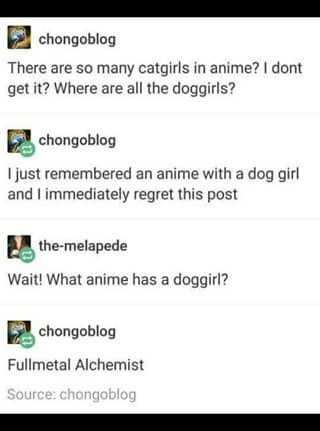 chongoblog
There are so many catgirls in anime? I dont
get it? Where are all the doggirls?
chongoblog
I just remembered an anime with a dog girl
and I immediately regret this post
the-melapede
Wait! What anime has a doggirl?
chongoblog
Fullmetal Alchemist
Source: chongoblog